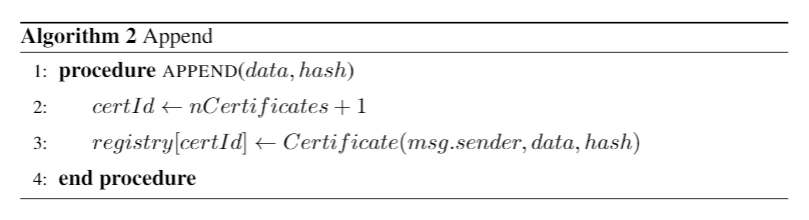 Algorithm 2 Append
1: procedure APPEND(data, hash)
2: certId ← nCertificates + 1
3: registry[certId] ← Certificate(msg.sender, data, hash)
4: end procedure